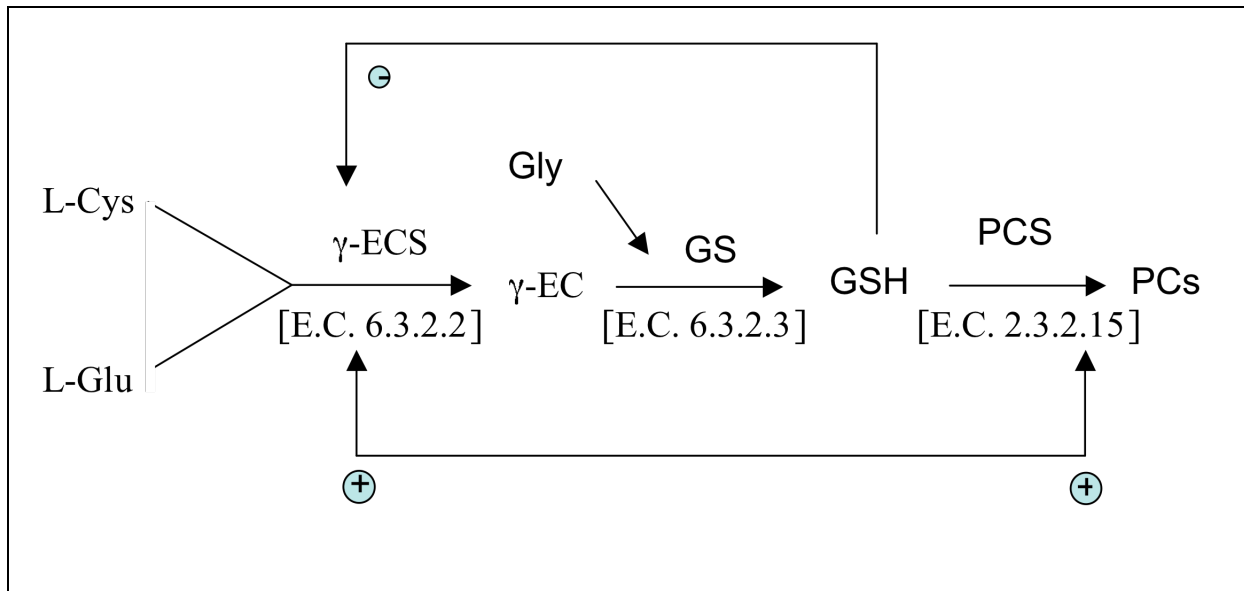 -
Gly
L-Cys
γ-ECS
GS
PCS
γ-EC
GSH
PCs
[E.C. 6.3.2.2]
[E.C. 6.3.2.3]
[E.C. 2.3.2.15]
L-Glu
+
+